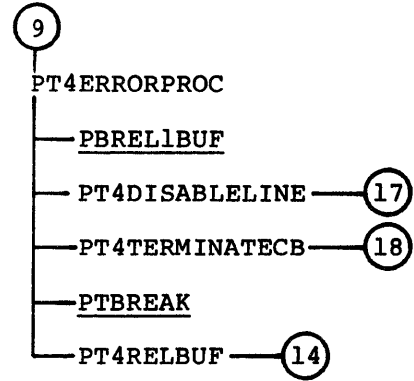 9
PT4ERRORPROC
PBREL1BUF
PT4DISABLELINE 17
PT4TERMINATECB 18
PTBREAK
PT4RELBUF 14